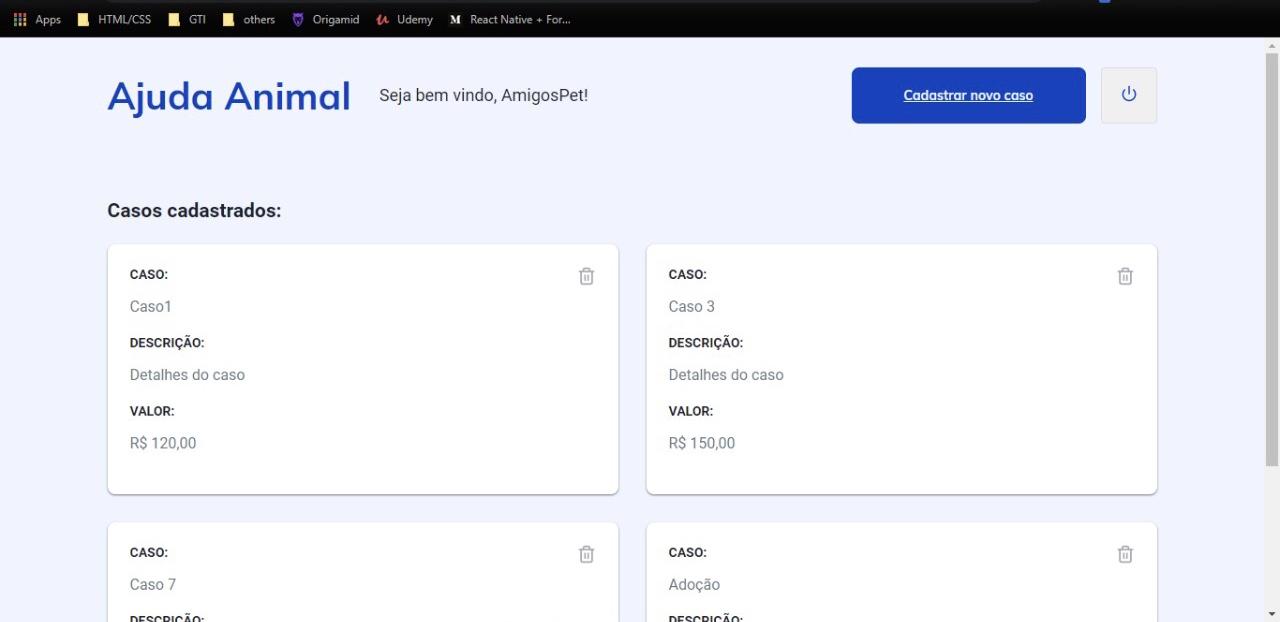 Apps HTML/CSS GTI others Origamid Udemy React Native + For...
Ajuda Animal Seja bem vindo, AmigosPet! Cadastrar novo caso
Casos cadastrados:
CASO:
Caso1
DESCRIÇÃO:
Detalhes do caso
VALOR:
R$ 120,00
CASO:
Caso 3
DESCRIÇÃO:
Detalhes do caso
VALOR:
R$ 150,00
CASO:
Caso 7
DESCRIÇÃO:
CASO:
Adoção
DESCRIÇÃO: